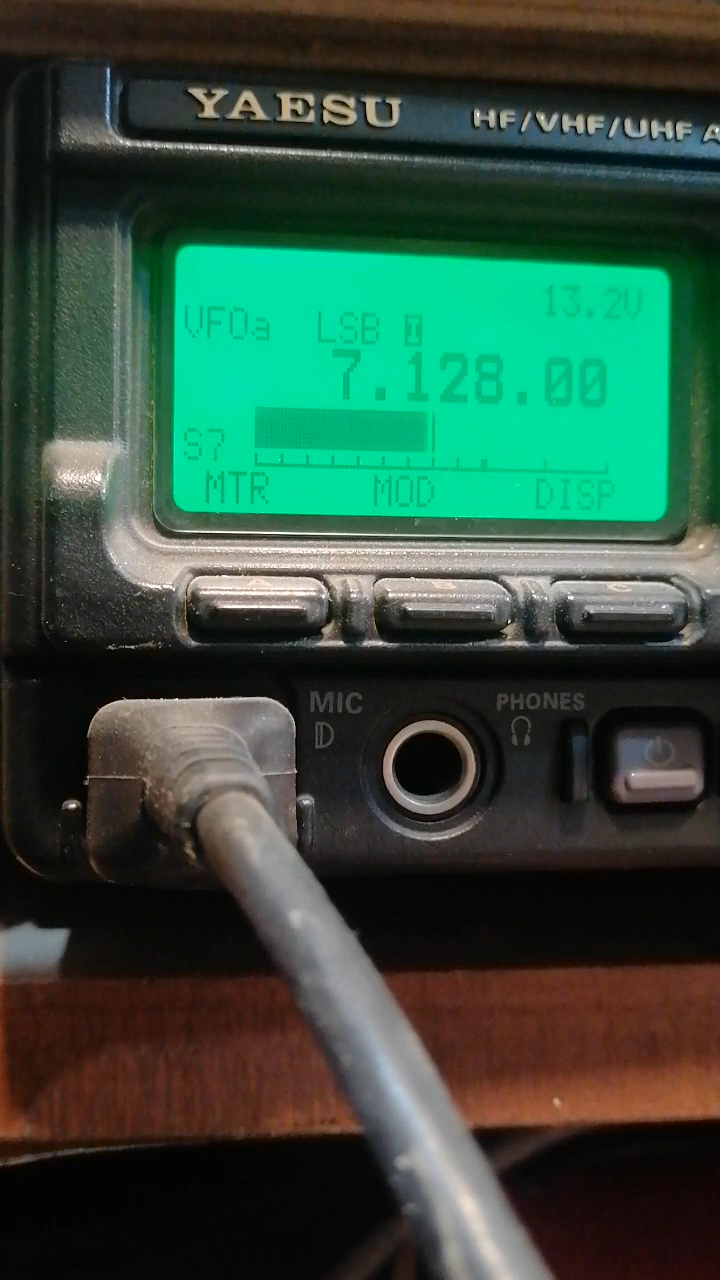 YAESU HF/VHF/UHF A
13.2V
VFOa LSB I
7.128.00
S7
MTR MOD DISP
MIC PHONES